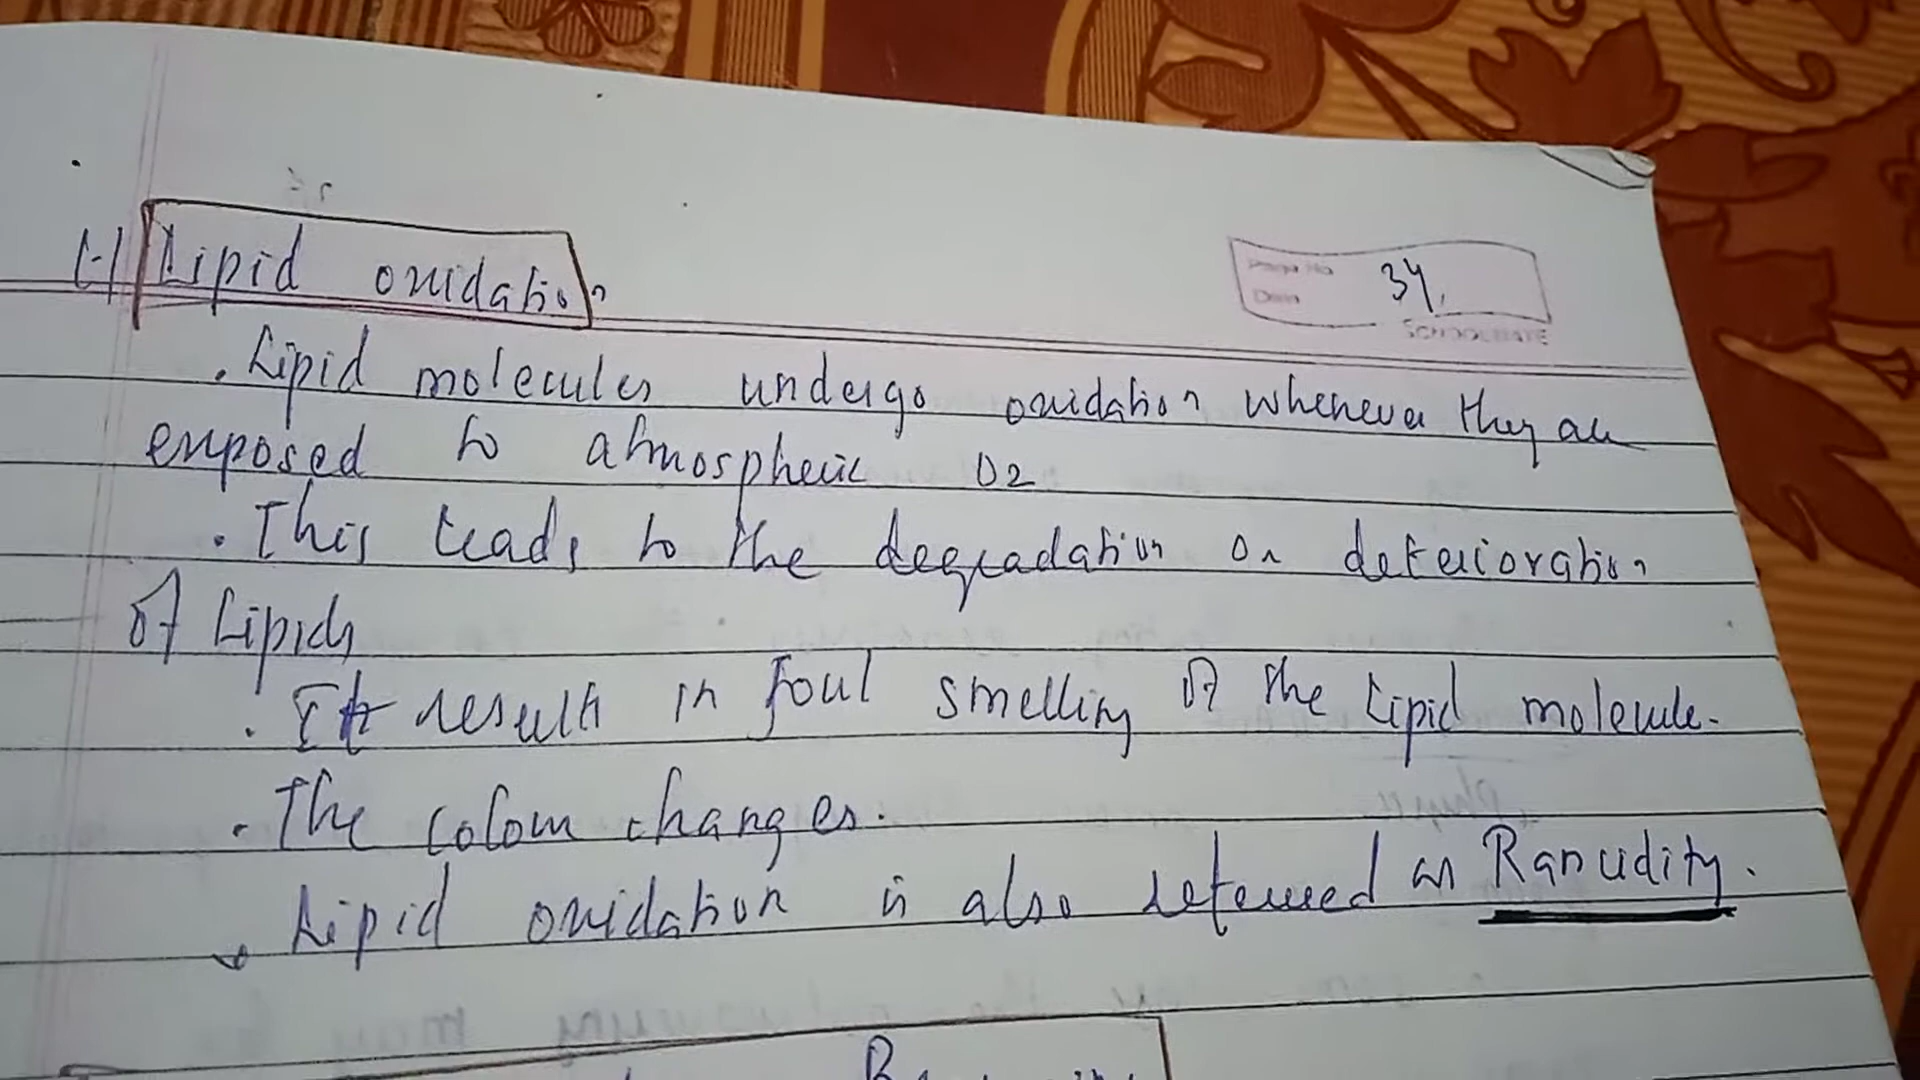 Lipid oxidation
Page No
Date
34
SCHOOLMATE
. Lipid molecules undergo oxidation whenever they are
exposed to atmospheric O2
. This leads to the degradation or deterioration
of Lipids
. It result in foul smelling of the Lipid molecule.
. The colour changes.
. Lipid oxidation is also referred as Rancidity.